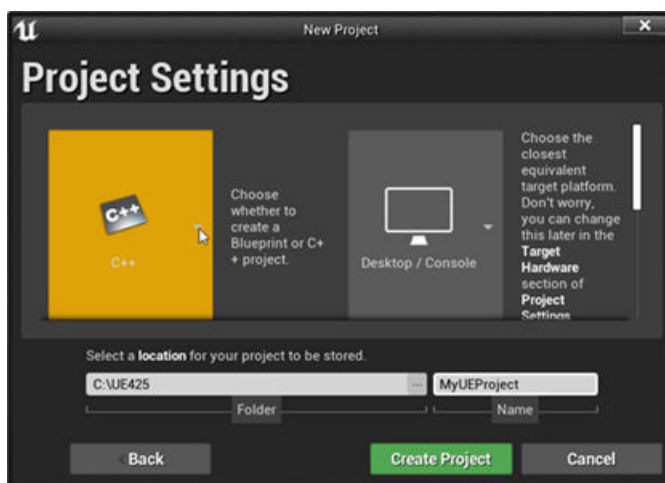 New Project
Project Settings
C++
C++
Choose
whether to
create a
Blueprint or C+
+ project.
Desktop / Console
Choose the
closest
equivalent
target platform.
Don't worry,
you can change
this later in the
Target
Hardware
section of
Project
Settings
Select a location for your project to be stored.
C:\UE425
...
MyUEProject
Folder
Name
Back
Create Project
Cancel